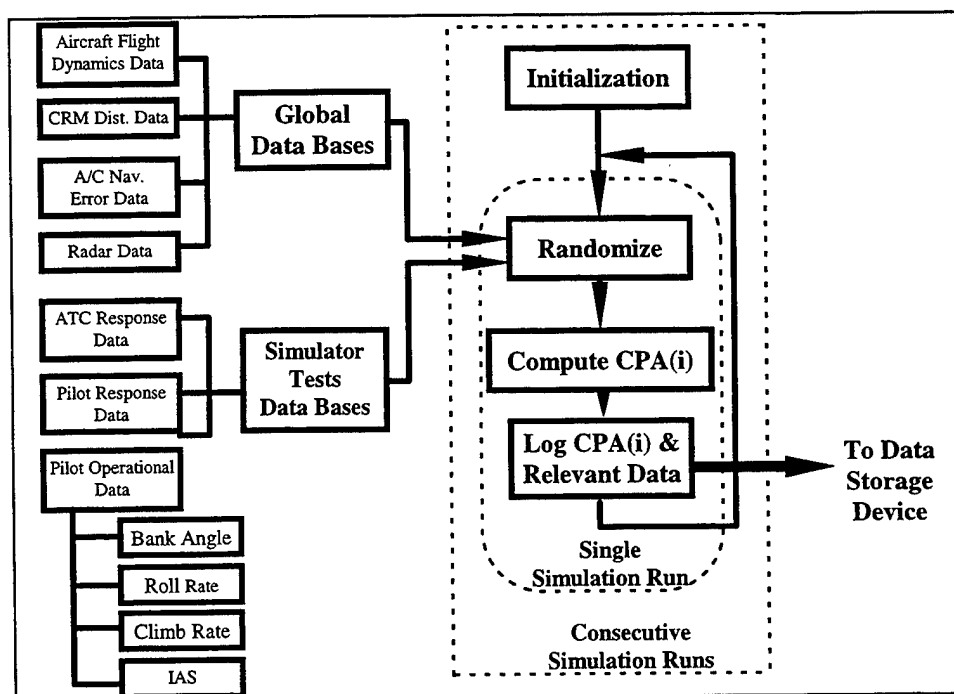 Aircraft Flight
Dynamics Data
CRM Dist. Data
A/C Nav.
Error Data
Radar Data
Global
Data Bases
ATC Response
Data
Pilot Response
Data
Simulator
Tests
Data Bases
Pilot Operational
Data
Bank Angle
Roll Rate
Climb Rate
IAS
Initialization
Randomize
Compute CPA(i)
Log CPA(i) &
Relevant Data
Single
Simulation Run
Consecutive
Simulation Runs
To Data
Storage
Device